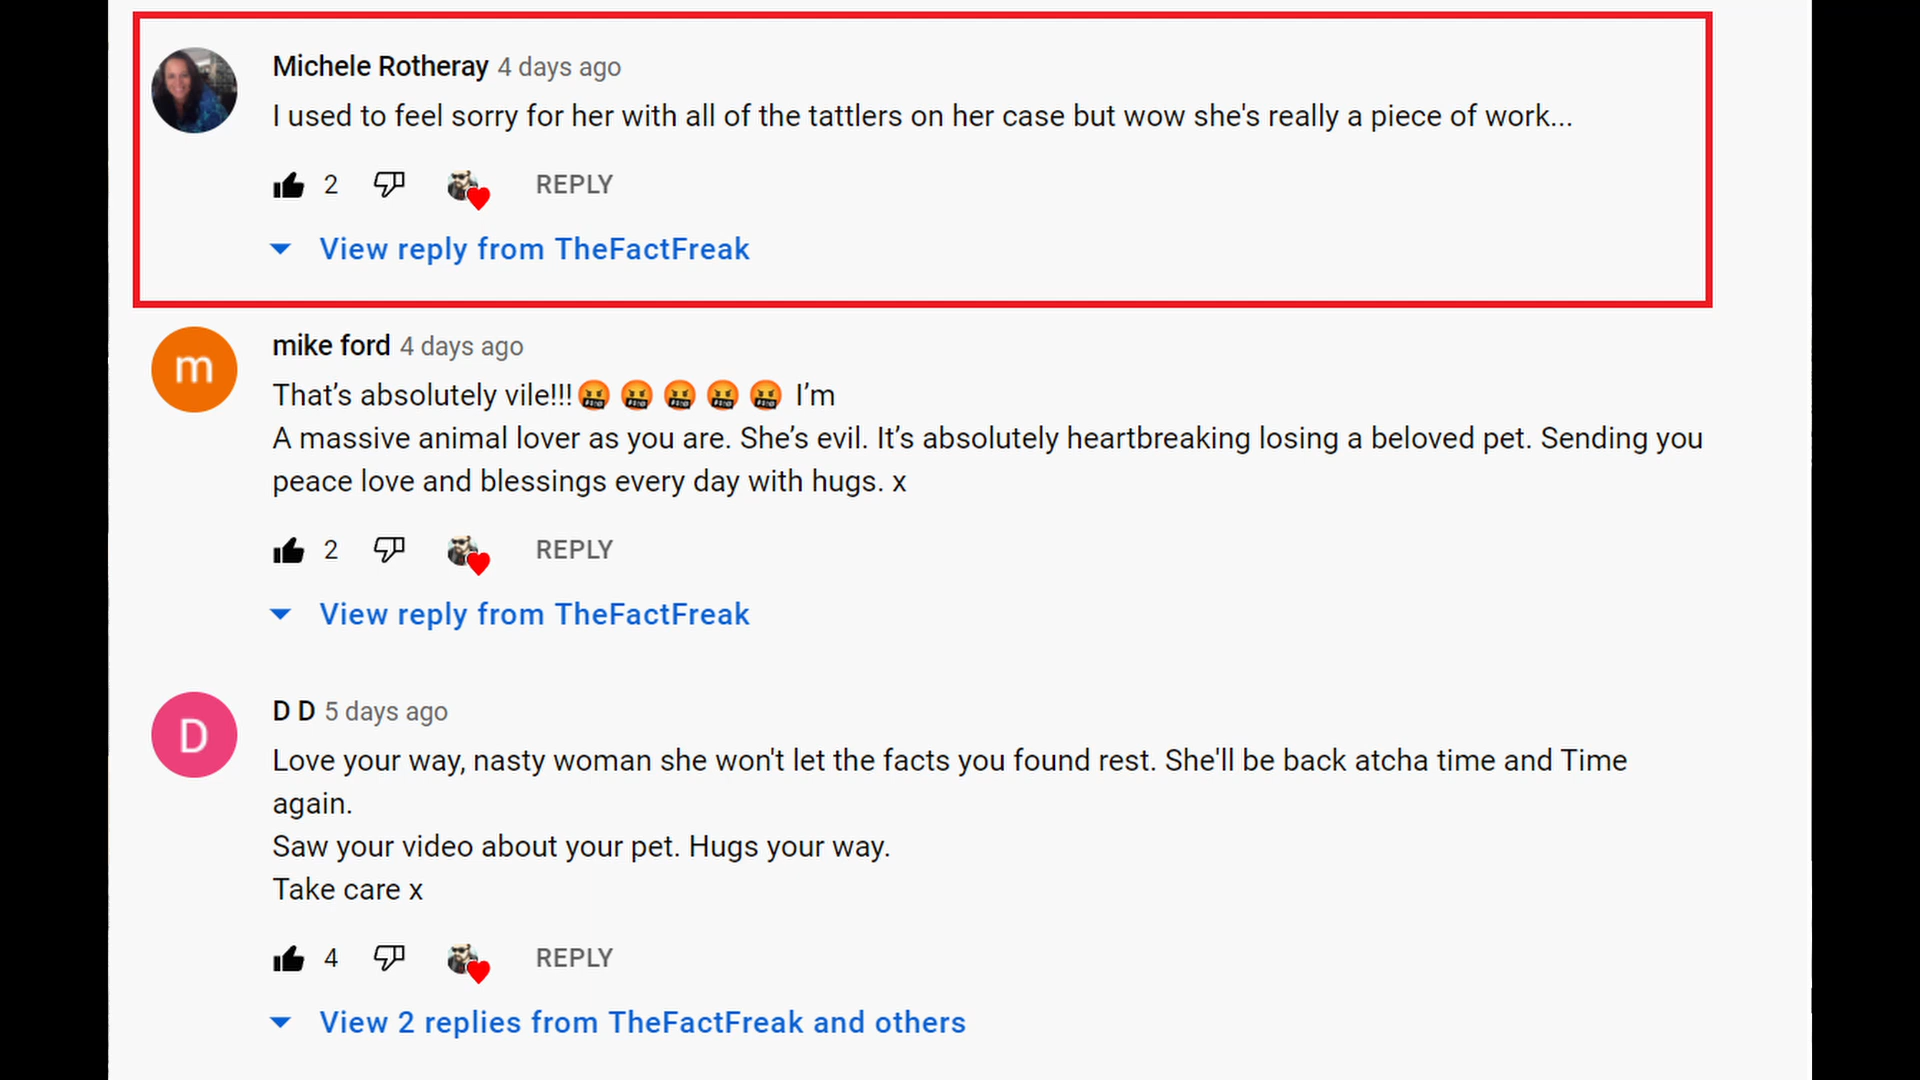 Michele Rotheray 4 days ago
I used to feel sorry for her with all of the tattlers on her case but wow she's really a piece of work...
2 REPLY
View reply from TheFactFreak
m
mike ford 4 days ago
That’s absolutely vile!!!🤬 🤬 🤬 🤬 🤬 I’m
A massive animal lover as you are. She’s evil. It’s absolutely heartbreaking losing a beloved pet. Sending you
peace love and blessings every day with hugs. x
2 REPLY
View reply from TheFactFreak
D
D D 5 days ago
Love your way, nasty woman she won't let the facts you found rest. She'll be back atcha time and Time
again.
Saw your video about your pet. Hugs your way.
Take care x
4 REPLY
View 2 replies from TheFactFreak and others